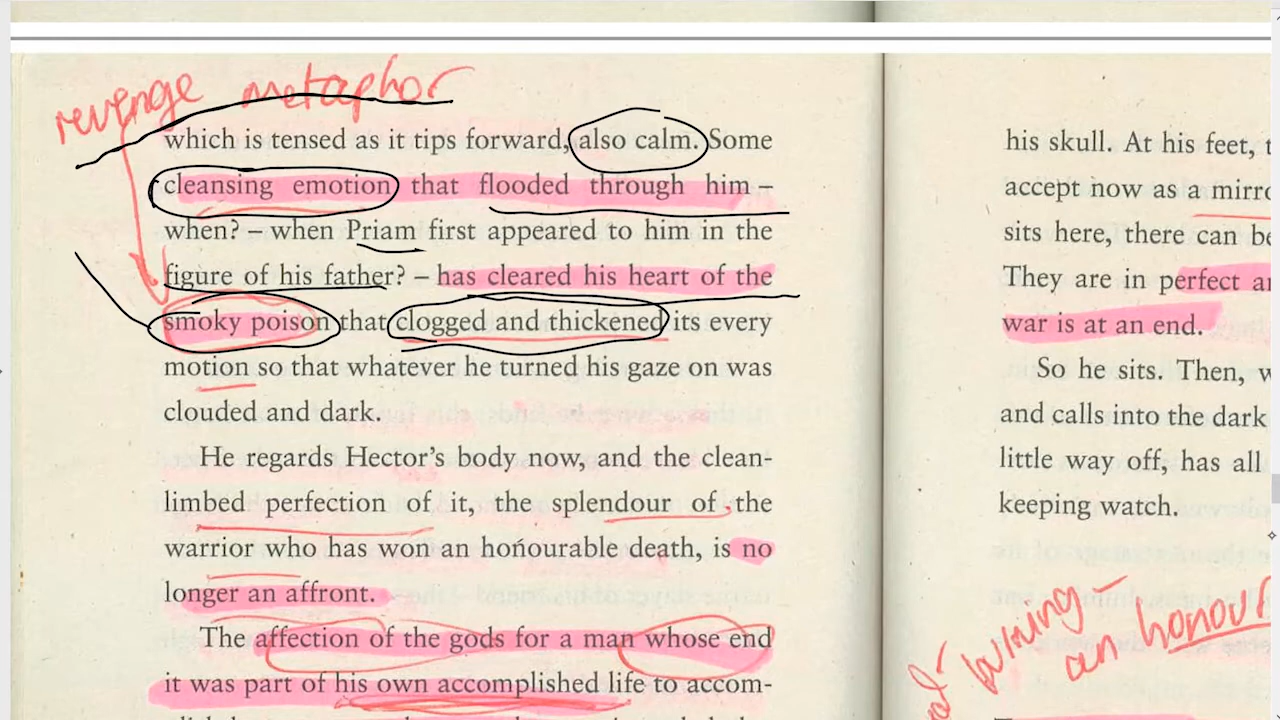 revenge metaphor
which is tensed as it tips forward, also calm. Some
cleansing emotion that flooded through him –
when? – when Priam first appeared to him in the
figure of his father? – has cleared his heart of the
smoky poison that clogged and thickened its every
motion so that whatever he turned his gaze on was
clouded and dark.
He regards Hector's body now, and the clean-
limbed perfection of it, the splendour of the
warrior who has won an honourable death, is no
longer an affront.
The affection of the gods for a man whose end
it was part of his own accomplished life to accom-
his skull. At his feet,
accept now as a
sits here, there can
They are in perfect
war is at an end.
So he sits. Then,
and calls into the dark
little way off, has all
keeping watch.
an honour